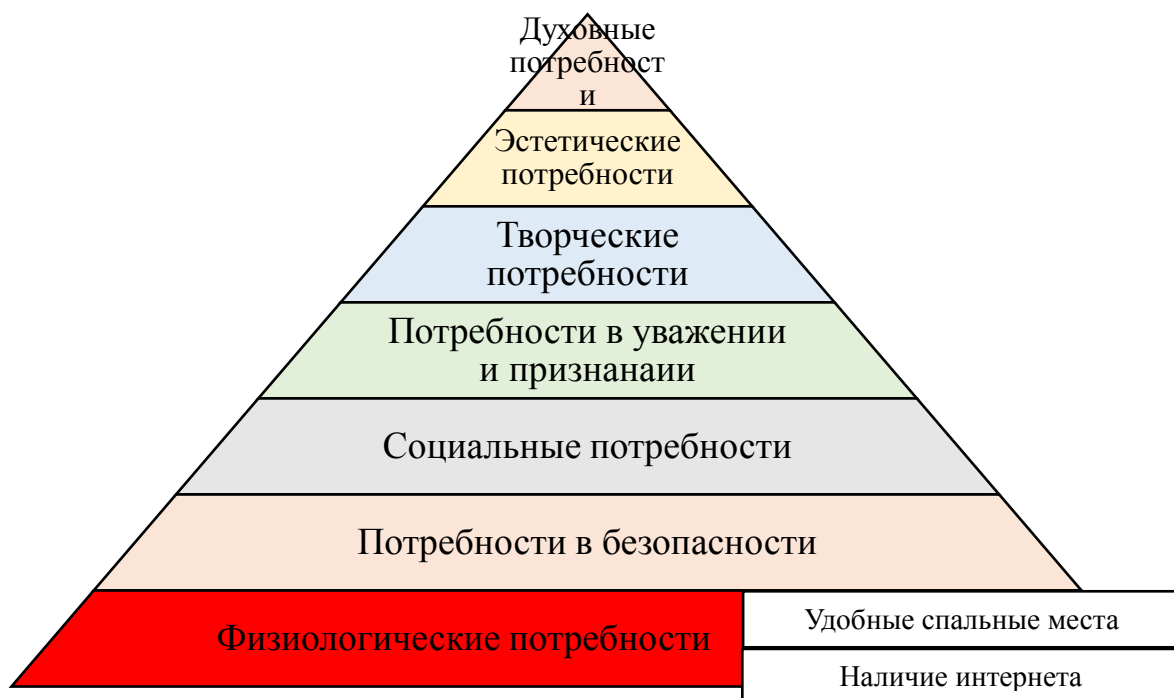 Духовные
потребност
и
Эстетические
потребности
Творческие
потребности
Потребности в уважении
и признанаии
Социальные потребности
Потребности в безопасности
Физиологические потребности
Удобные спальные места
Наличие интернета